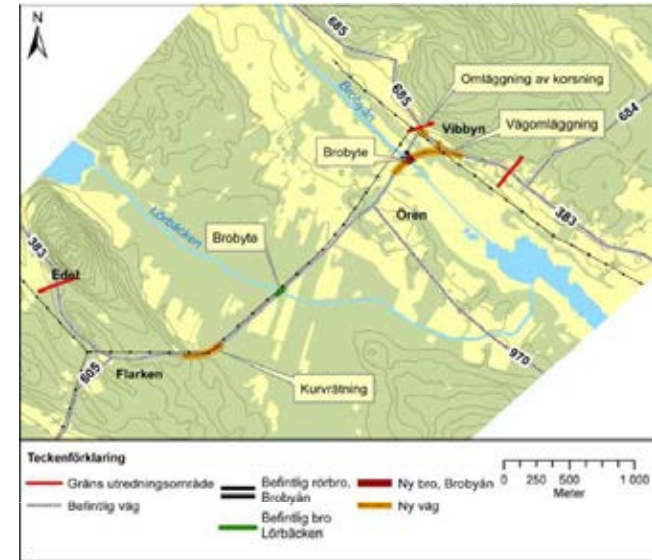 N
685
685
Omläggning av korsning
Brobyån
Vibbyn
Vägomläggning
684
Brobyte
Brobyte
Ören
383
Lörbäcken
383
Edet
970
605
Flarken
Kurvrätning
Teckenförklaring
Gräns utredningsområde
Befintlig väg
Befintlig rörbro,
Brobyån
Befintlig bro
Lörbäcken
Ny bro, Brobyån
Ny väg
0 250 500 1 000
Meter